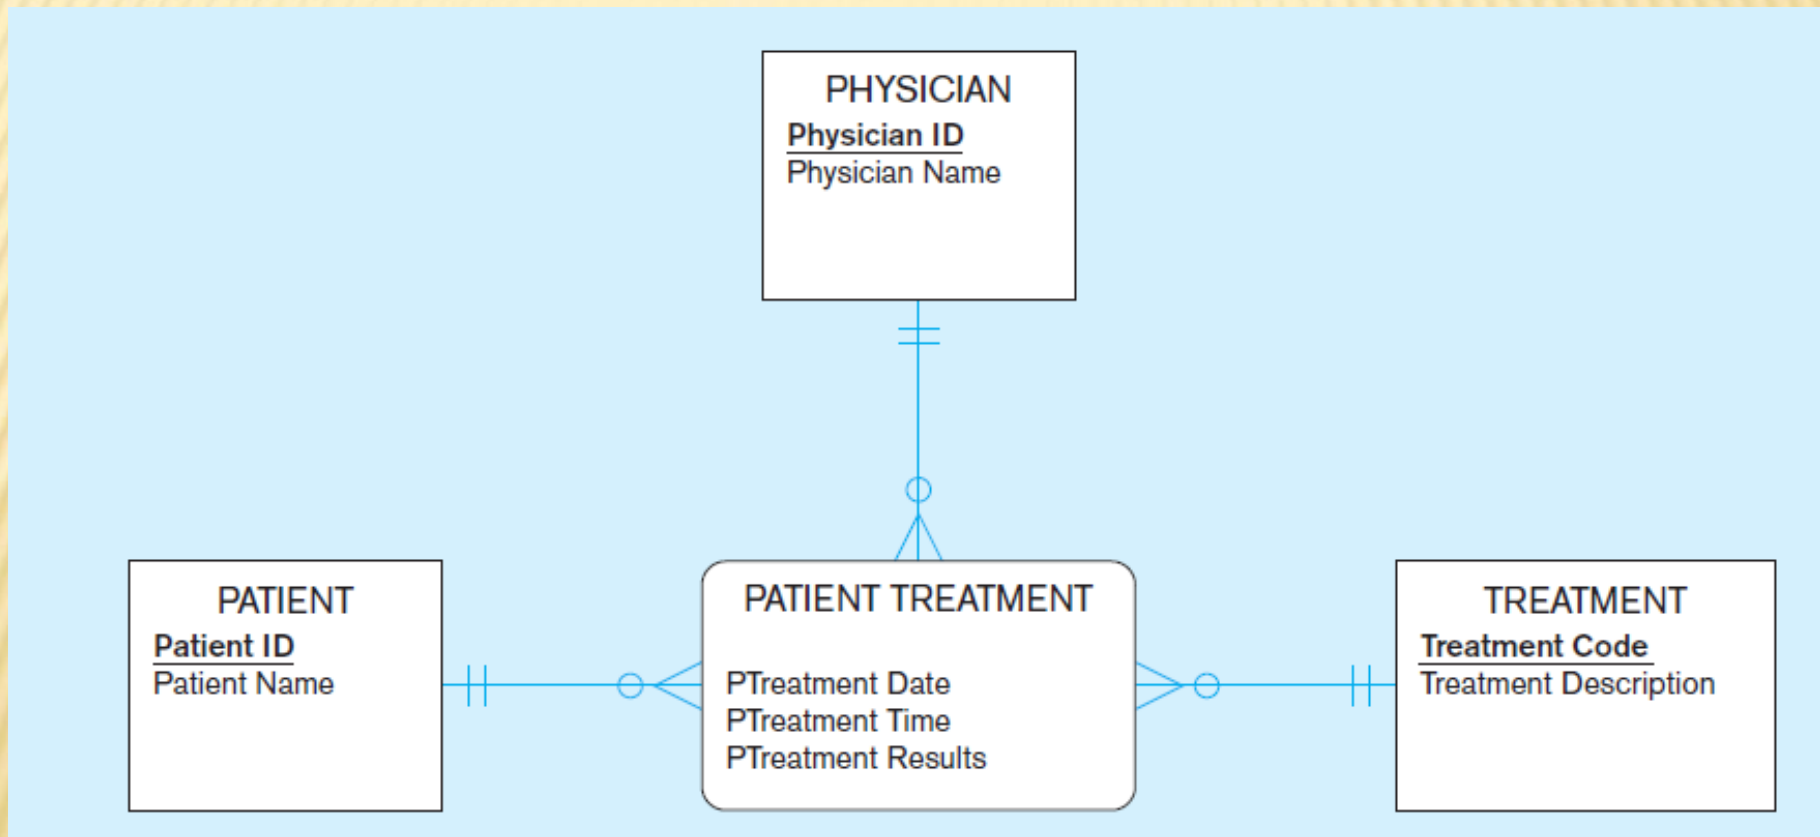 PHYSICIAN
Physician ID
Physician Name
PATIENT
Patient ID
Patient Name
PATIENT TREATMENT
PTreatment Date
PTreatment Time
PTreatment Results
TREATMENT
Treatment Code
Treatment Description